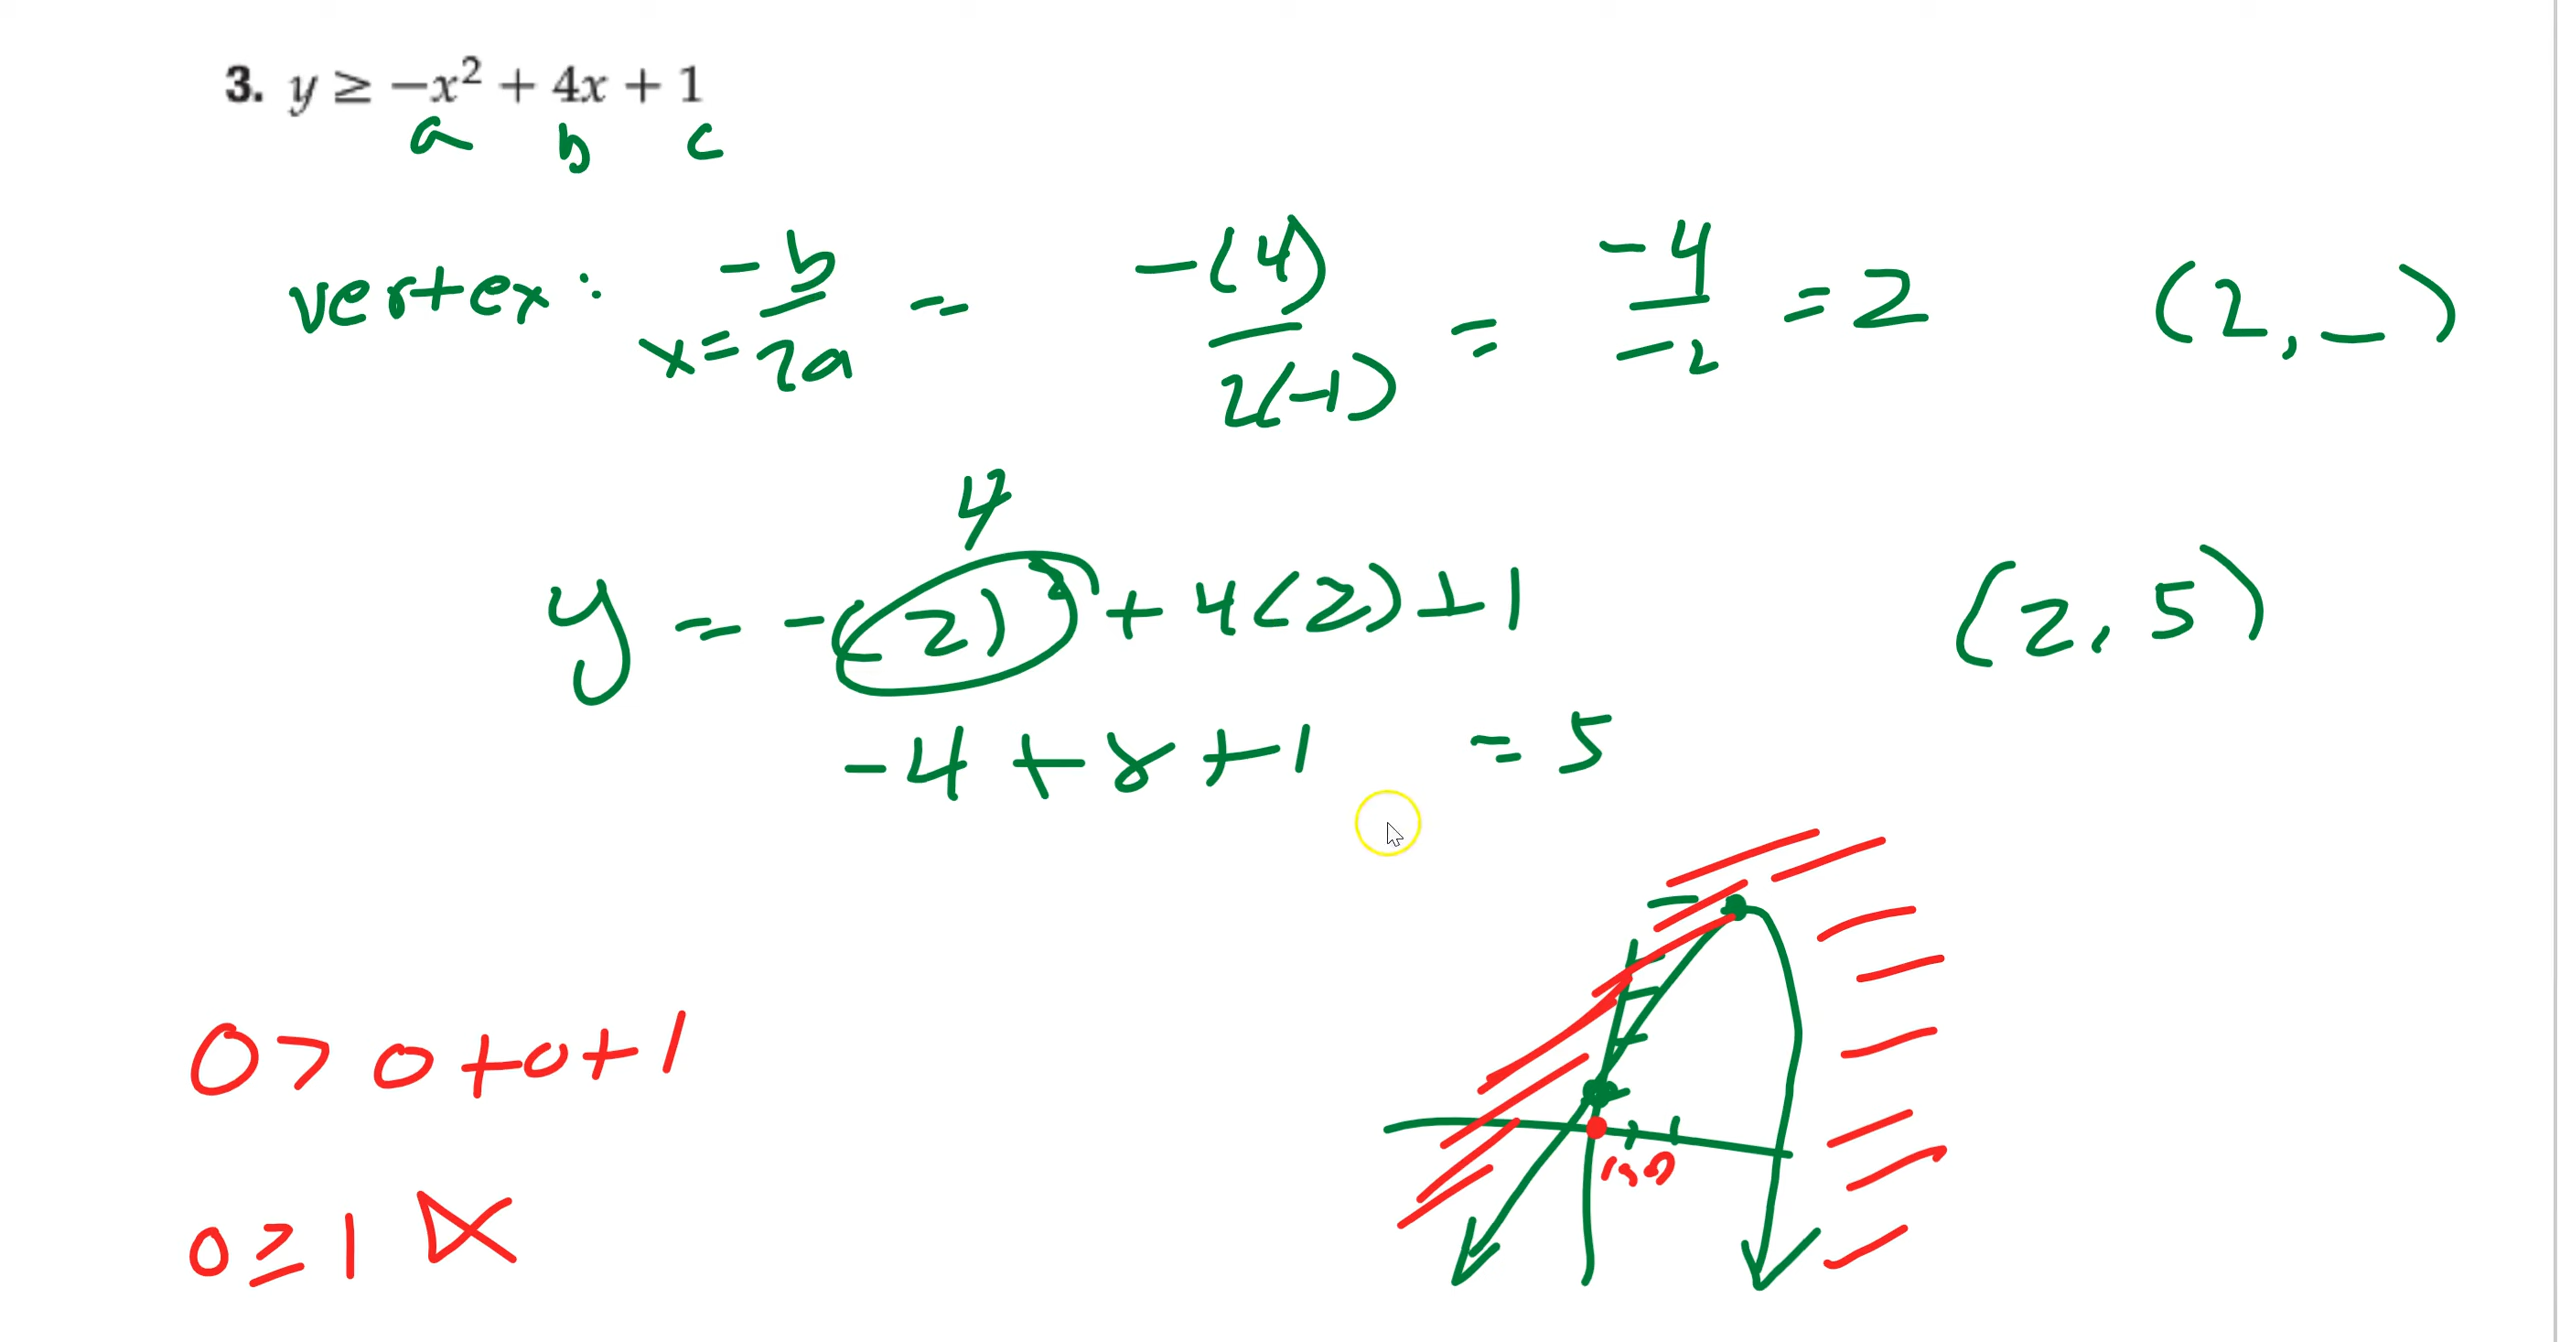 3. y ≥ −x² + 4x + 1
a b c
vertex: x = -b/2a = -(4)/2(-1) = -4/-2 = 2 (2, _)
4
y = -(2)² + 4(2) + 1 (2, 5)
-4 + 8 + 1 = 5
0 > 0 + 0 + 1
0 ≥ 1